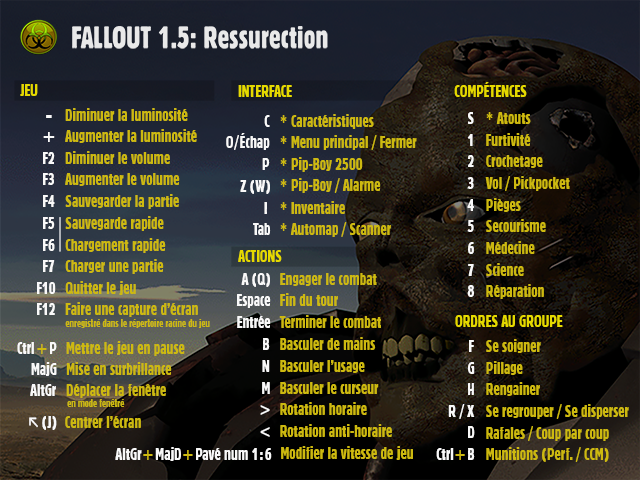 FALLOUT 1.5: Ressurection
JEU
- Diminuer la luminosité
+ Augmenter la luminosité
F2 Diminuer le volume
F3 Augmenter le volume
F4 Sauvegarder la partie
F5 Sauvegarde rapide
F6 Chargement rapide
F7 Charger une partie
F10 Quitter le jeu
F12 Faire une capture d'écran
enregistré dans le répertoire racine du jeu
Ctrl+P Mettre le jeu en pause
MajG Mise en surbrillance
AltGr Déplacer la fenêtre
en mode fenêtré
↖ (J) Centrer l'écran
INTERFACE
C * Caractéristiques
O/Échap * Menu principal / Fermer
P * Pip-Boy 2500
Z (W) * Pip-Boy / Alarme
I * Inventaire
Tab * Automap / Scanner
ACTIONS
A (Q) Engager le combat
Espace Fin du tour
Entrée Terminer le combat
B Basculer de mains
N Basculer l'usage
M Basculer le curseur
> Rotation horaire
< Rotation anti-horaire
AltGr+MajD+Pavé num 1:6 Modifier la vitesse de jeu
COMPÉTENCES
S * Atouts
1 Furtivité
2 Crochetage
3 Vol / Pickpocket
4 Pièges
5 Secourisme
6 Médecine
7 Science
8 Réparation
ORDRES AU GROUPE
F Se soigner
G Pillage
H Rengainer
R / X Se regrouper / Se disperser
D Rafales / Coup par coup
Ctrl+B Munitions (Perf. / CCM)